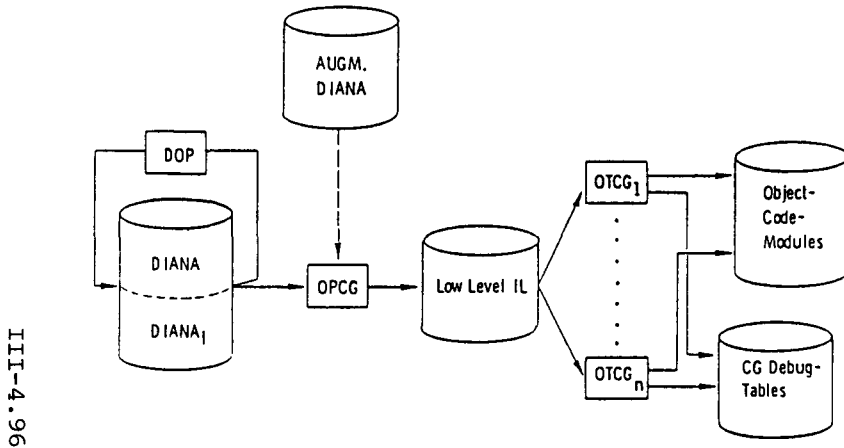 AUGM.
DIANA
DOP
DIANA
DIANA₁
OPCG
Low Level IL
OTCG₁
OTCGₙ
Object-
Code-
Modules
CG Debug-
Tables
III-4.96